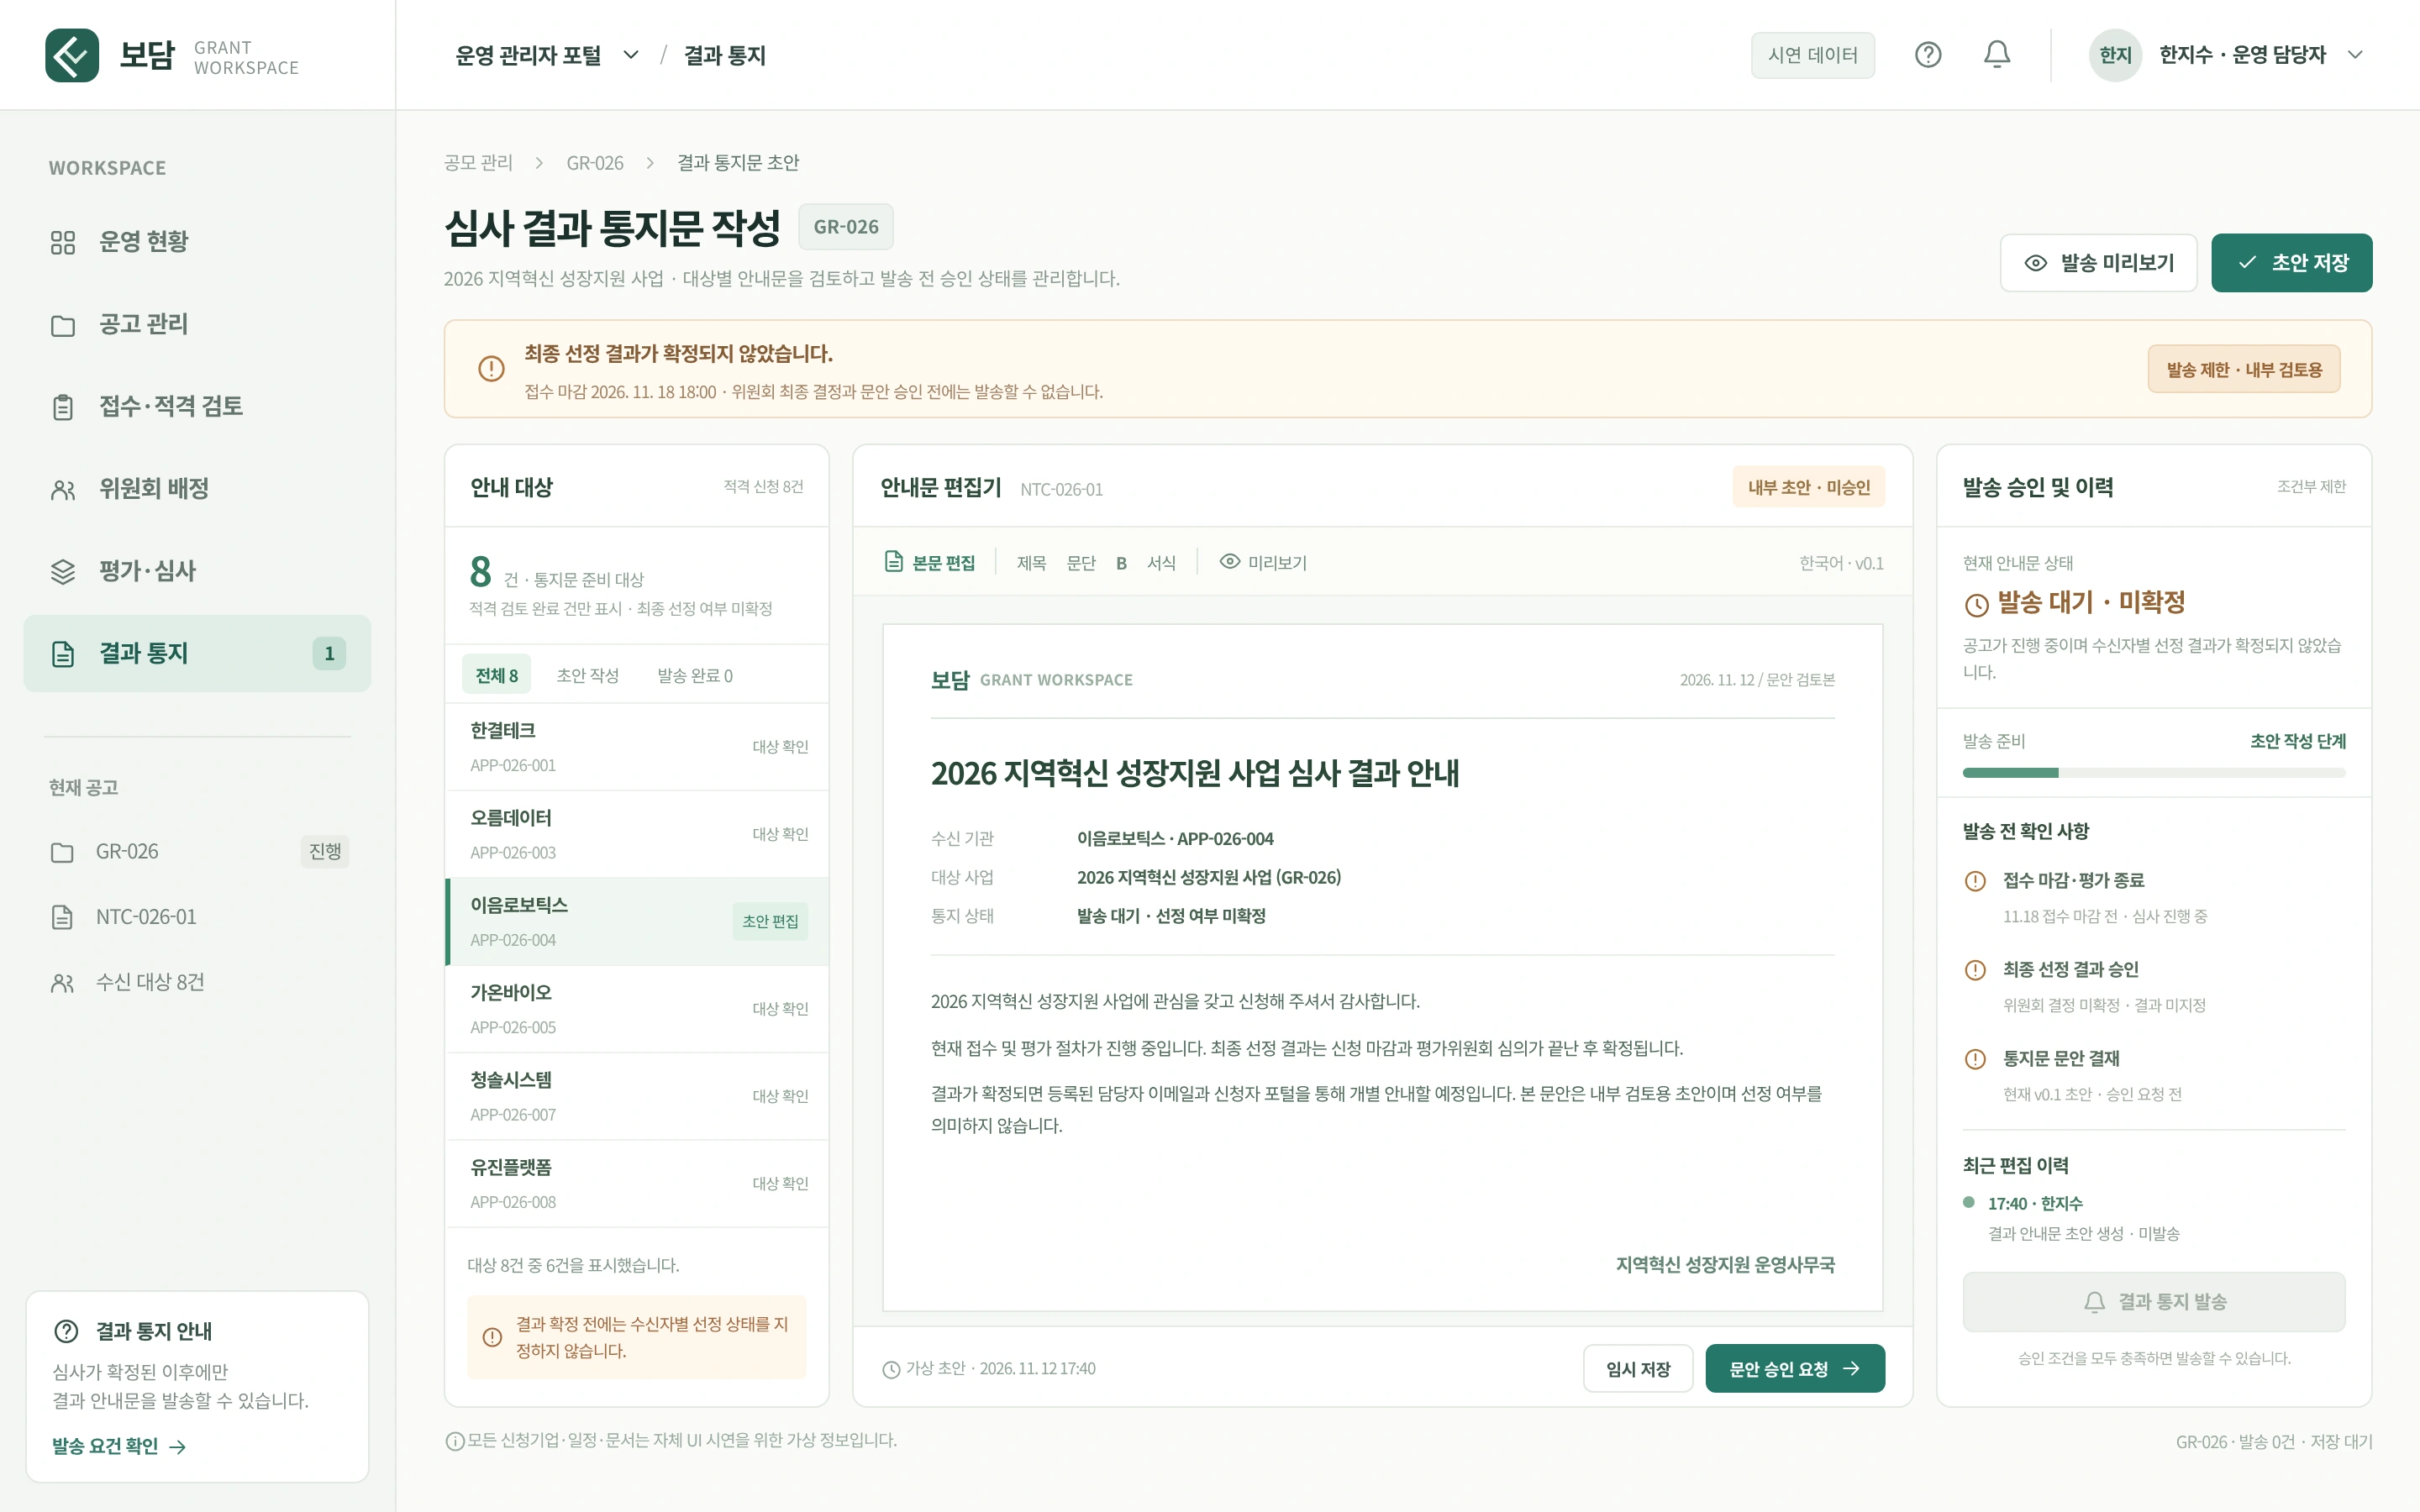 보담
GRANT
WORKSPACE
운영 관리자 포털 / 결과 통지
시연 데이터
한지
한지수 · 운영 담당자
WORKSPACE
운영 현황
공고 관리
접수·적격 검토
위원회 배정
평가·심사
결과 통지 1
현재 공고
GR-026 진행
NTC-026-01
수신 대상 8건
결과 통지 안내
심사가 확정된 이후에만
결과 안내문을 발송할 수 있습니다.
발송 요건 확인 →
공모 관리 > GR-026 > 결과 통지문 초안
심사 결과 통지문 작성 GR-026
2026 지역혁신 성장지원 사업 · 대상별 안내문을 검토하고 발송 전 승인 상태를 관리합니다.
발송 미리보기
초안 저장
최종 선정 결과가 확정되지 않았습니다.
접수 마감 2026. 11. 18 18:00 · 위원회 최종 결정과 문안 승인 전에는 발송할 수 없습니다.
발송 제한 · 내부 검토용
안내 대상 적격 신청 8건
8 건 · 통지문 준비 대상
적격 검토 완료 건만 표시 · 최종 선정 여부 미확정
전체 8 초안 작성 발송 완료 0
한결테크
APP-026-001
대상 확인
오름데이터
APP-026-003
대상 확인
이음로보틱스
APP-026-004
초안 편집
가온바이오
APP-026-005
대상 확인
청솔시스템
APP-026-007
대상 확인
유진플랫폼
APP-026-008
대상 확인
대상 8건 중 6건을 표시했습니다.
결과 확정 전에는 수신자별 선정 상태를 지
정하지 않습니다.
안내문 편집기 NTC-026-01 내부 초안 · 미승인
본문 편집 제목 문단 B 서식 미리보기 한국어 · v0.1
보담 GRANT WORKSPACE 2026. 11. 12 / 문안 검토본
2026 지역혁신 성장지원 사업 심사 결과 안내
수신 기관 이음로보틱스 · APP-026-004
대상 사업 2026 지역혁신 성장지원 사업 (GR-026)
통지 상태 발송 대기 · 선정 여부 미확정
2026 지역혁신 성장지원 사업에 관심을 갖고 신청해 주셔서 감사합니다.
현재 접수 및 평가 절차가 진행 중입니다. 최종 선정 결과는 신청 마감과 평가위원회 심의가 끝난 후 확정됩니다.
결과가 확정되면 등록된 담당자 이메일과 신청자 포털을 통해 개별 안내할 예정입니다. 본 문안은 내부 검토용 초안이며 선정 여부를
의미하지 않습니다.
지역혁신 성장지원 운영사무국
가상 초안 · 2026. 11. 12 17:40
임시 저장
문안 승인 요청 →
발송 승인 및 이력 조건부 제한
현재 안내문 상태
발송 대기 · 미확정
공고가 진행 중이며 수신자별 선정 결과가 확정되지 않았습
니다.
발송 준비 초안 작성 단계
발송 전 확인 사항
접수 마감·평가 종료
11.18 접수 마감 전 · 심사 진행 중
최종 선정 결과 승인
위원회 결정 미확정 · 결과 미지정
통지문 문안 결재
현재 v0.1 초안 · 승인 요청 전
최근 편집 이력
17:40 · 한지수
결과 안내문 초안 생성 · 미발송
결과 통지 발송
승인 조건을 모두 충족하면 발송할 수 있습니다.
모든 신청기업·일정·문서는 자체 UI 시연을 위한 가상 정보입니다.
GR-026 · 발송 0건 · 저장 대기